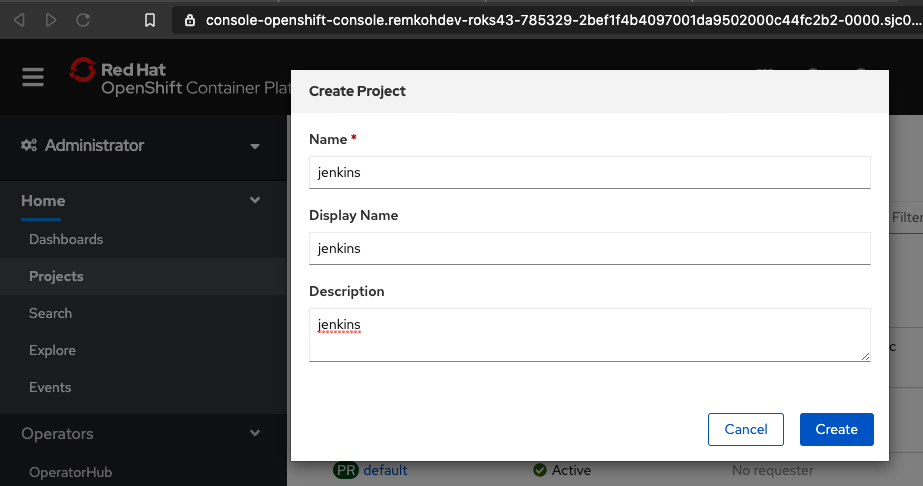 console-openshift-console.remkohdev-roks43-785329-2bef1f4b4097001da9502000c44fc2b2-0000.sjc0...
Red Hat
OpenShift Container Plat
Administrator
Home
Dashboards
Projects
Search
Explore
Events
Operators
OperatorHub
Create Project
Name *
jenkins
Display Name
jenkins
Description
jenkins
Cancel
Create
Filter
c
PR default
Active
No requester